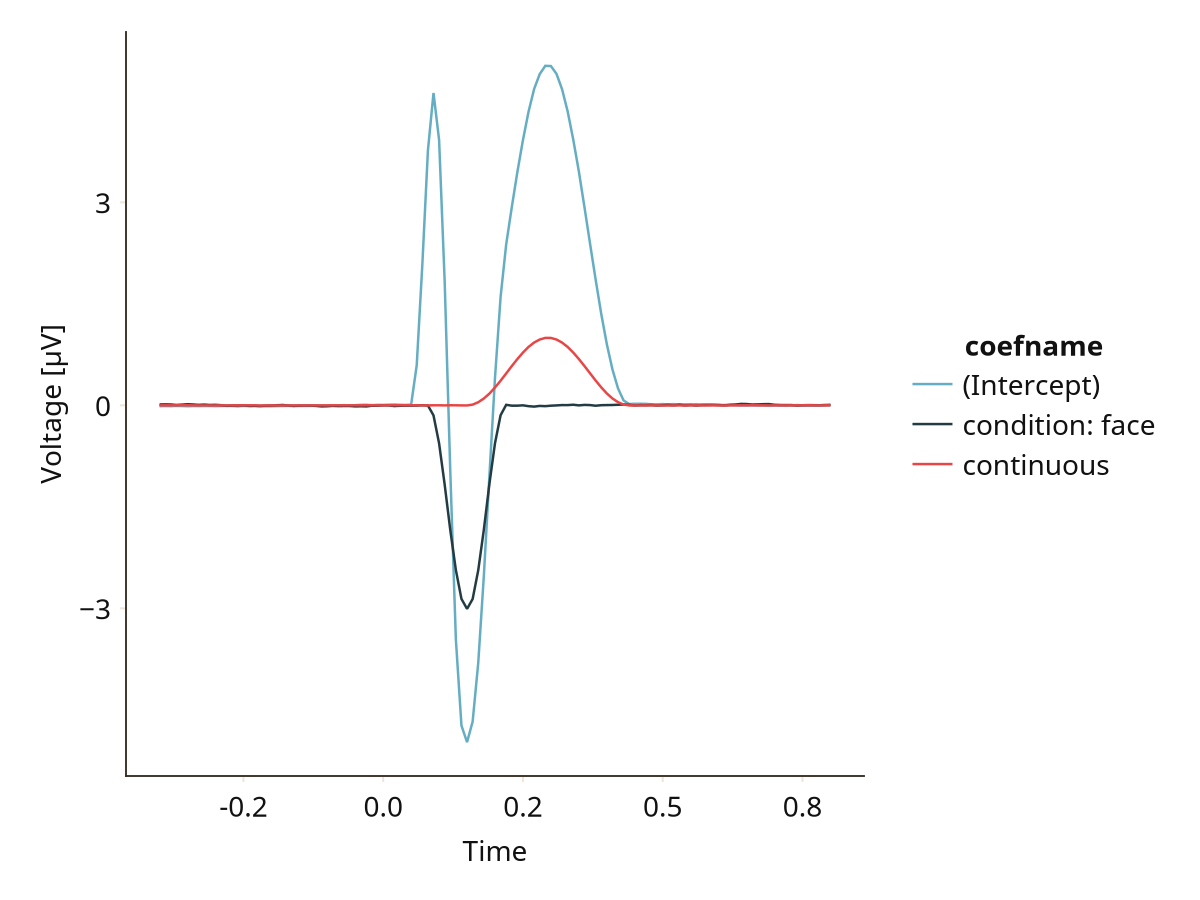 3
0
−3
Voltage [µV]
-0.2
0.0
0.2
0.5
0.8
Time
coefname
(Intercept)
condition: face
continuous